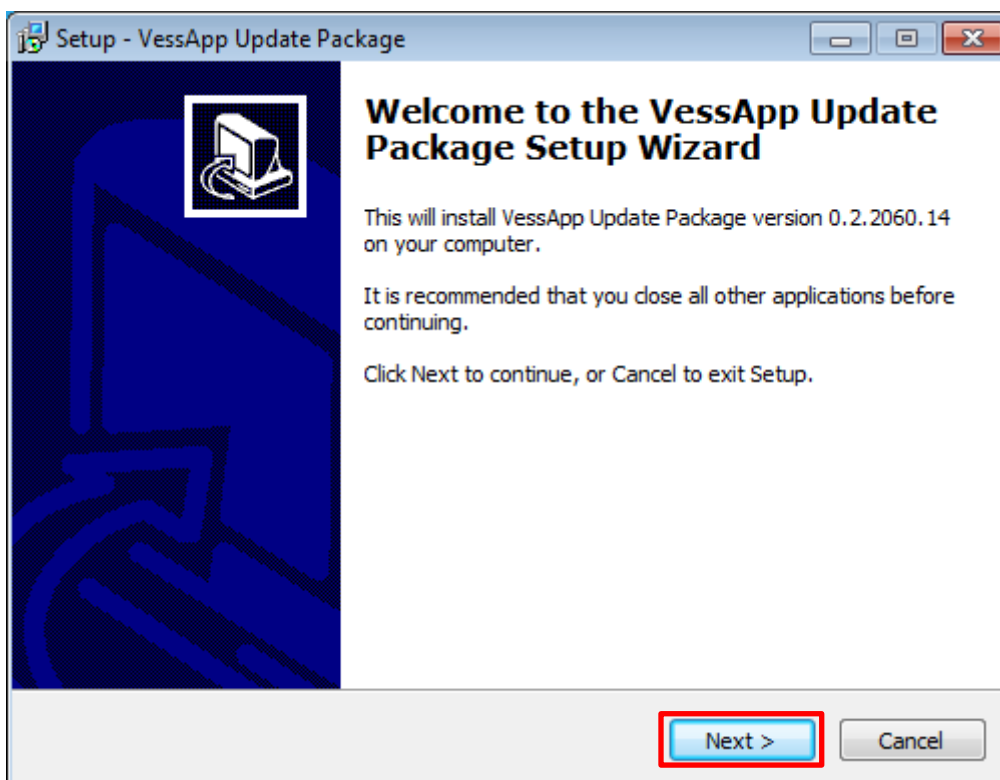 Setup - VessApp Update Package
Welcome to the VessApp Update
Package Setup Wizard
This will install VessApp Update Package version 0.2.2060.14
on your computer.
It is recommended that you close all other applications before
continuing.
Click Next to continue, or Cancel to exit Setup.
Next >
Cancel